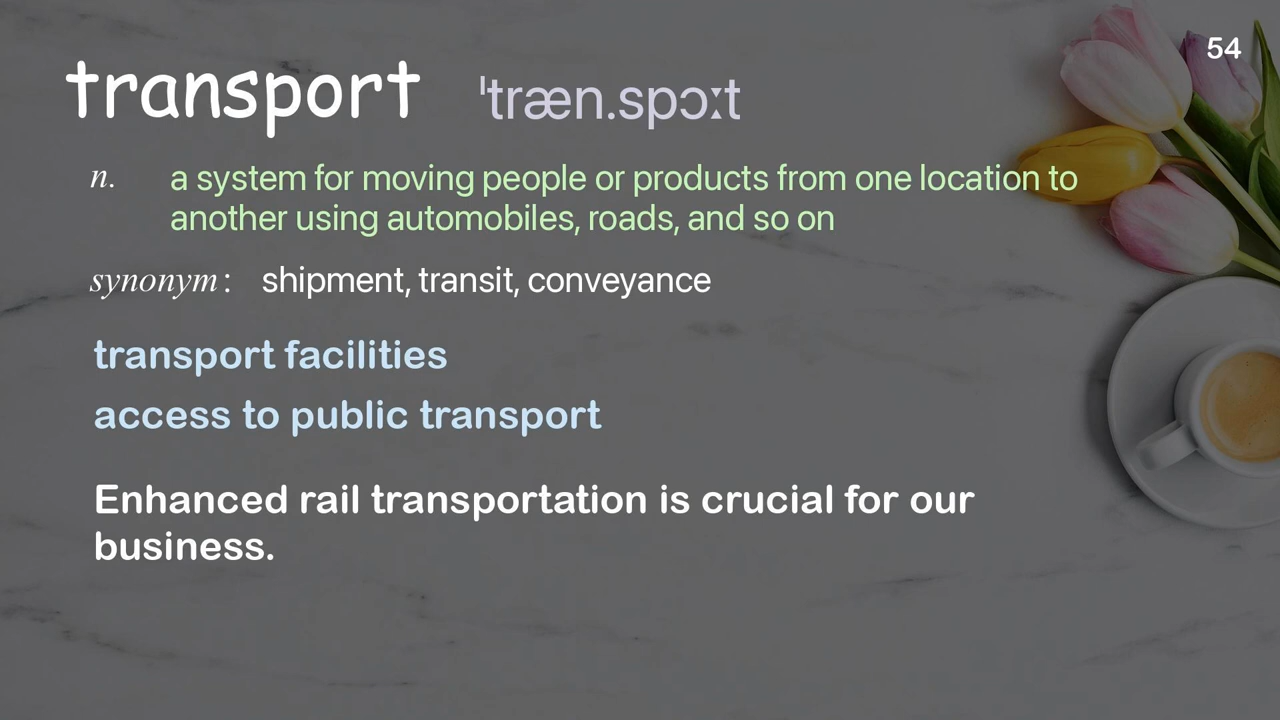 54
transport ˈtræn.spɔːt
n. a system for moving people or products from one location to
another using automobiles, roads, and so on
synonym: shipment, transit, conveyance
transport facilities
access to public transport
Enhanced rail transportation is crucial for our
business.